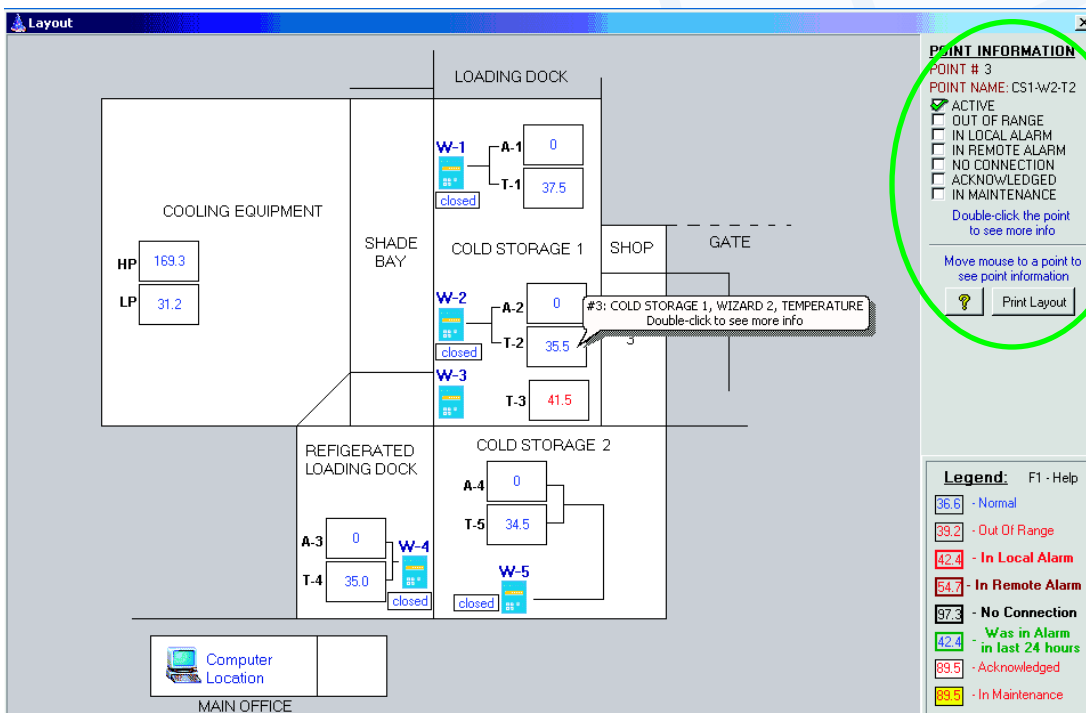 Layout
LOADING DOCK
W-1
A-1
0
T-1
37.5
closed
COOLING EQUIPMENT
HP
169.3
LP
31.2
SHADE
BAY
COLD STORAGE 1
SHOP
GATE
W-2
A-2
0
T-2
35.5
closed
#3: COLD STORAGE 1, WIZARD 2, TEMPERATURE
Double-click to see more info
3
W-3
T-3
41.5
REFIGERATED
LOADING DOCK
COLD STORAGE 2
A-4
0
T-5
34.5
A-3
0
W-4
T-4
35.0
closed
W-5
closed
Computer
Location
MAIN OFFICE
POINT INFORMATION
POINT # 3
POINT NAME: CS1-W2-T2
ACTIVE
OUT OF RANGE
IN LOCAL ALARM
IN REMOTE ALARM
NO CONNECTION
ACKNOWLEDGED
IN MAINTENANCE
Double-click the point
to see more info
Move mouse to a point to
see point information
? Print Layout
Legend: F1 - Help
36.6 - Normal
39.2 - Out Of Range
42.4 - In Local Alarm
54.7 - In Remote Alarm
97.3 - No Connection
42.4 - Was in Alarm
in last 24 hours
89.5 - Acknowledged
89.5 - In Maintenance